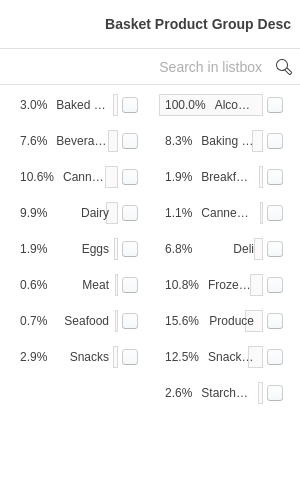 Basket Product Group Desc
Search in listbox
3.0% Baked ... 100.0% Alco...
7.6% Bevera... 8.3% Baking ...
10.6% Cann... 1.9% Breakf...
9.9% Dairy 1.1% Canne...
1.9% Eggs 6.8% Deli
0.6% Meat 10.8% Froze...
0.7% Seafood 15.6% Produce
2.9% Snacks 12.5% Snack...
2.6% Starch...